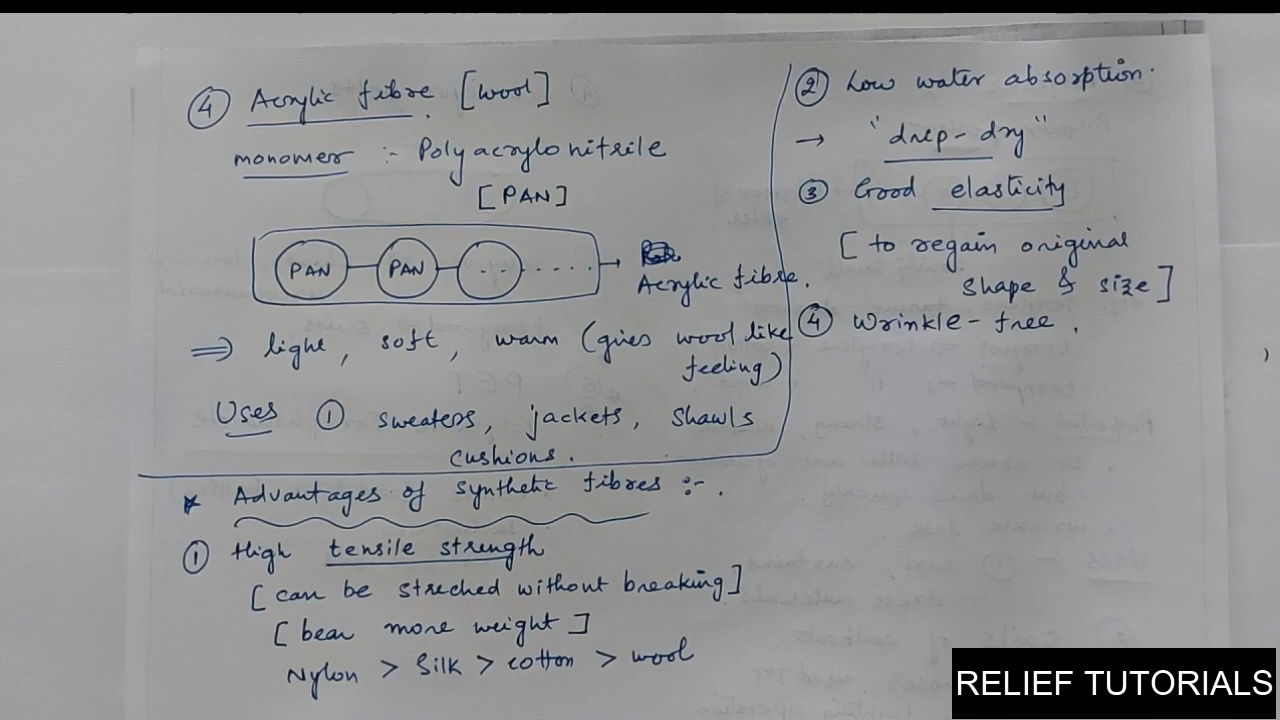 ④ Acrylic fibre [wool]
monomer :- Polyacrylonitrile
[PAN]
PAN PAN ........ →
Acrylic fibre.
⇒ light, soft, warm (gives wool like
feeling)
Uses ① sweaters, jackets, shawls
cushions.
* Advantages of synthetic fibres :-.
① High tensile strength
[can be streched without breaking]
[bear more weight]
Nylon > Silk > cotton > wool
② Low water absorption.
→ "drep-dry"
③ Good elasticity
[to regain original
shape & size]
④ Wrinkle-free.
RELIEF TUTORIALS